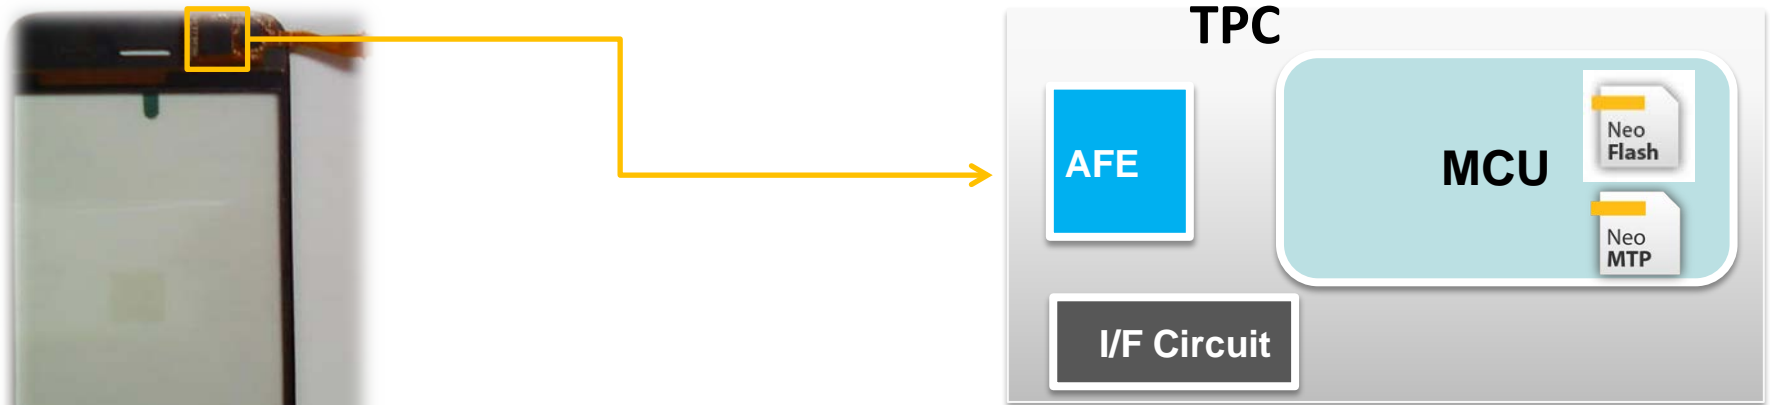 TPC
AFE
MCU
Neo
Flash
Neo
MTP
I/F Circuit